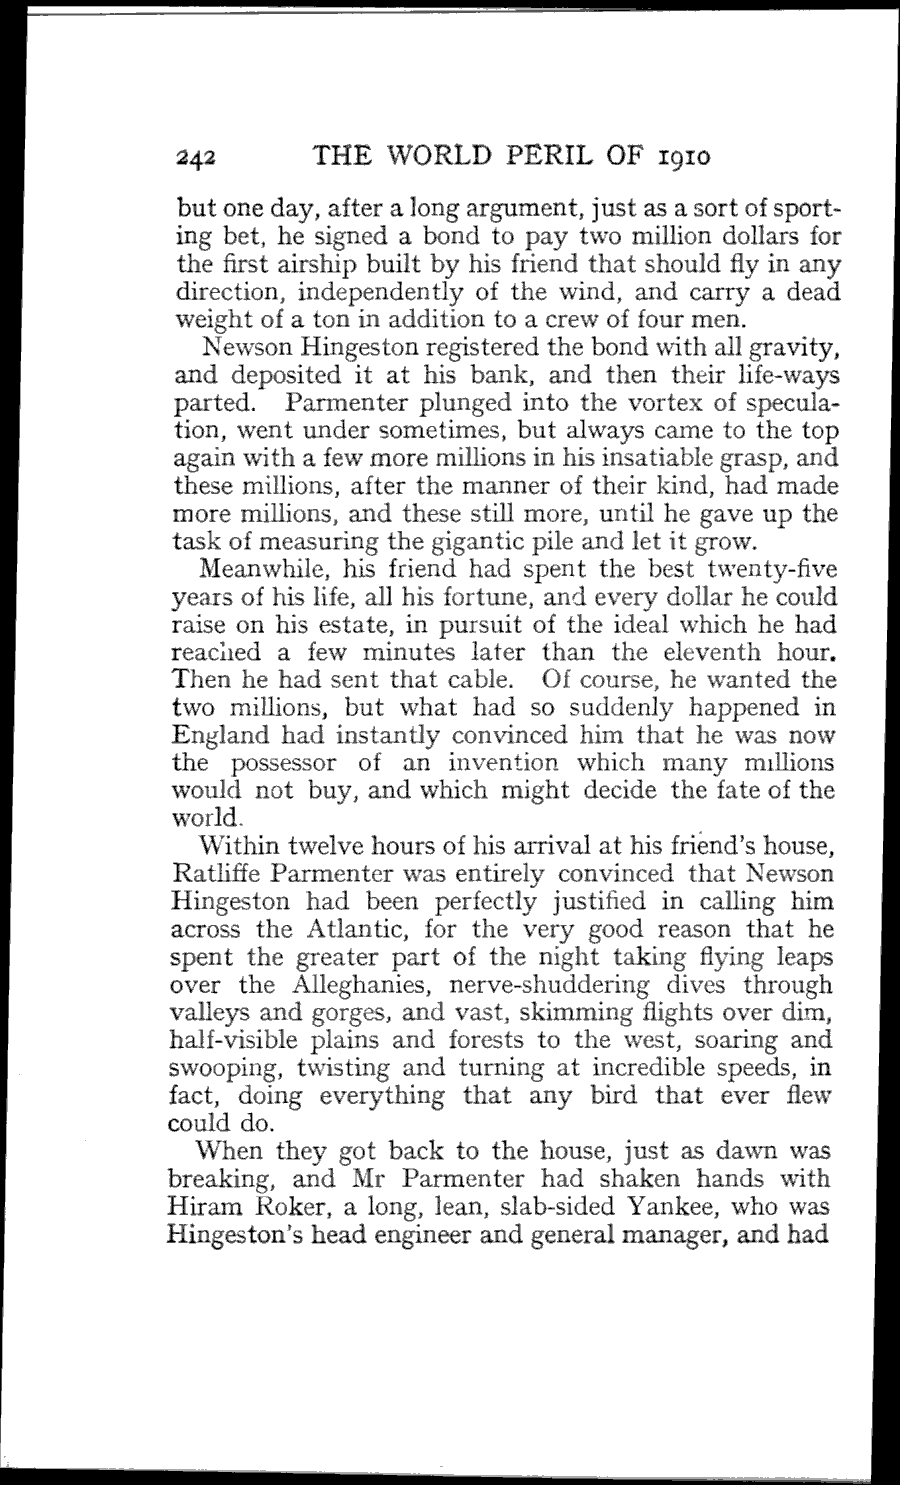 242 THE WORLD PERIL OF 1910
but one day, after a long argument, just as a sort of sport-
ing bet, he signed a bond to pay two million dollars for
the first airship built by his friend that should fly in any
direction, independently of the wind, and carry a dead
weight of a ton in addition to a crew of four men.
Newson Hingeston registered the bond with all gravity,
and deposited it at his bank, and then their life-ways
parted. Parmenter plunged into the vortex of specula-
tion, went under sometimes, but always came to the top
again with a few more millions in his insatiable grasp, and
these millions, after the manner of their kind, had made
more millions, and these still more, until he gave up the
task of measuring the gigantic pile and let it grow.
Meanwhile, his friend had spent the best twenty-five
years of his life, all his fortune, and every dollar he could
raise on his estate, in pursuit of the ideal which he had
reached a few minutes later than the eleventh hour.
Then he had sent that cable. Of course, he wanted the
two millions, but what had so suddenly happened in
England had instantly convinced him that he was now
the possessor of an invention which many millions
would not buy, and which might decide the fate of the
world.
Within twelve hours of his arrival at his friend's house,
Ratliffe Parmenter was entirely convinced that Newson
Hingeston had been perfectly justified in calling him
across the Atlantic, for the very good reason that he
spent the greater part of the night taking flying leaps
over the Alleghanies, nerve-shuddering dives through
valleys and gorges, and vast, skimming flights over dim,
half-visible plains and forests to the west, soaring and
swooping, twisting and turning at incredible speeds, in
fact, doing everything that any bird that ever flew
could do.
When they got back to the house, just as dawn was
breaking, and Mr Parmenter had shaken hands with
Hiram Roker, a long, lean, slab-sided Yankee, who was
Hingeston's head engineer and general manager, and had